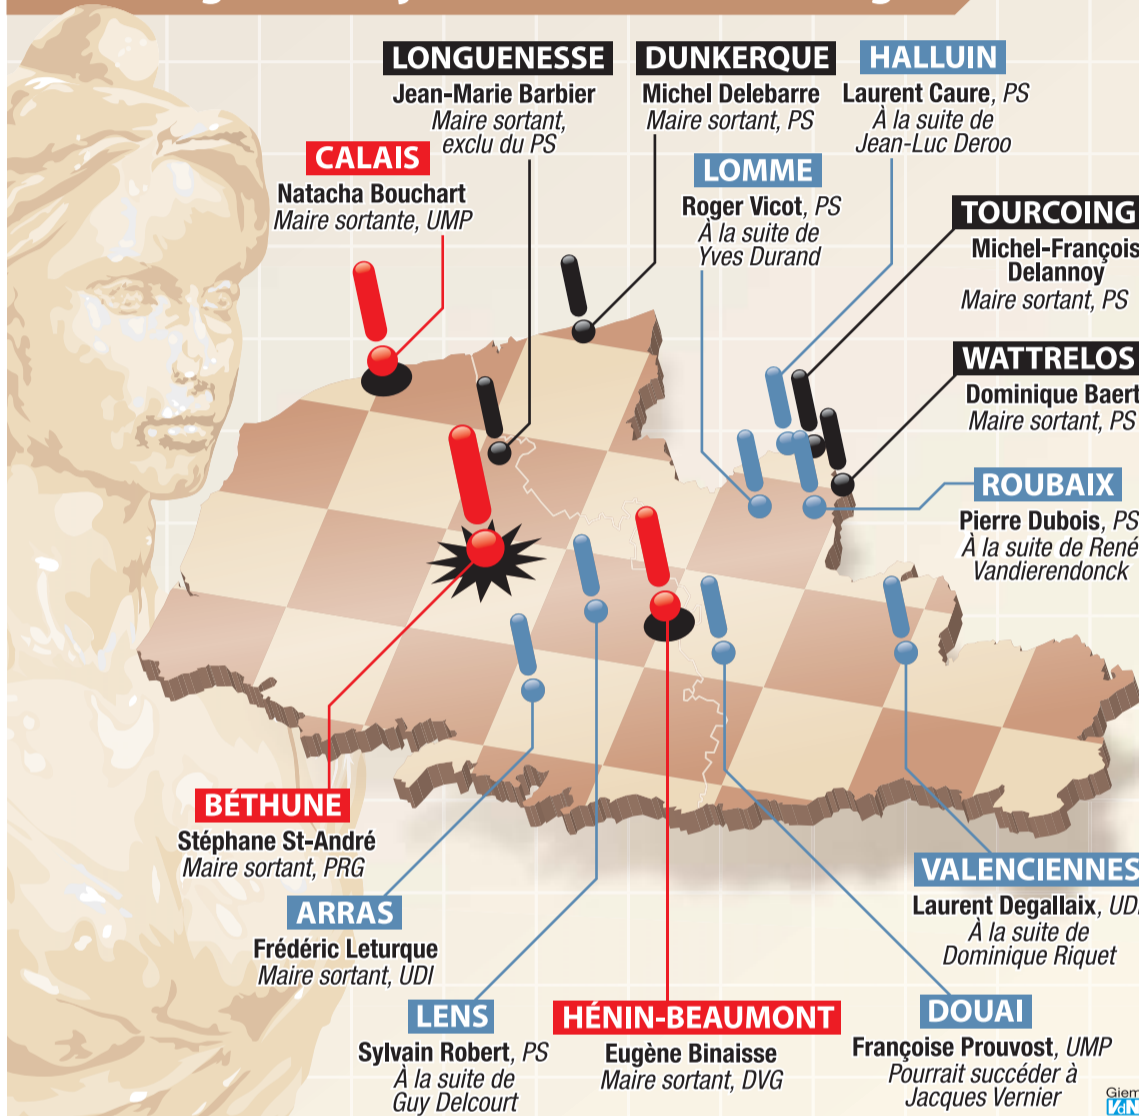 LONGUENESSE
Jean-Marie Barbier
Maire sortant,
exclu du PS
DUNKERQUE
Michel Delebarre
Maire sortant, PS
HALLUIN
Laurent Caure, PS
À la suite de
Jean-Luc Deroo
CALAIS
Natacha Bouchart
Maire sortante, UMP
LOMME
Roger Vicot, PS
À la suite de
Yves Durand
TOURCOING
Michel-François
Delannoy
Maire sortant, PS
WATTRELOS
Dominique Baert
Maire sortant, PS
ROUBAIX
Pierre Dubois, PS
À la suite de René
Vandierendonck
BÉTHUNE
Stéphane St-André
Maire sortant, PRG
ARRAS
Frédéric Leturque
Maire sortant, UDI
LENS
Sylvain Robert, PS
À la suite de
Guy Delcourt
HÉNIN-BEAUMONT
Eugène Binaisse
Maire sortant, DVG
VALENCIENNES
Laurent Degallaix, UD
À la suite de
Dominique Riquet
DOUAI
Françoise Prouvost, UMP
Pourrait succéder à
Jacques Vernier
Giem
VdN